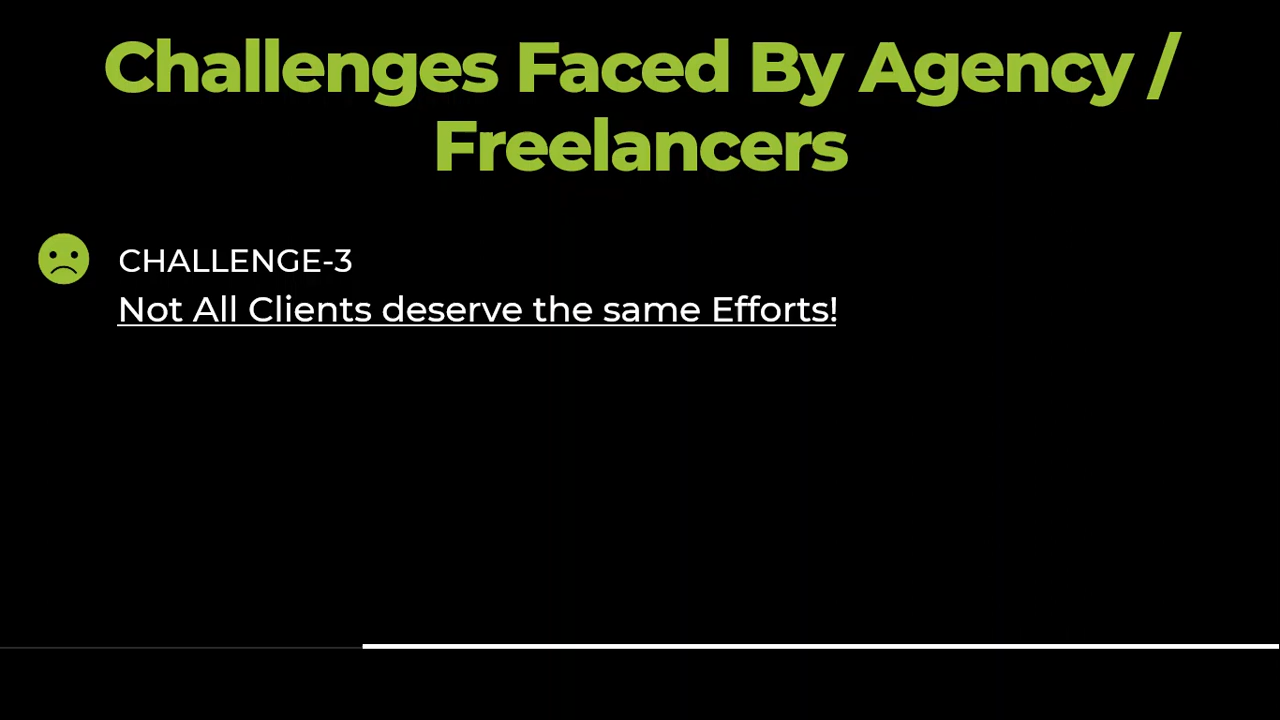 Challenges Faced By Agency /
Freelancers
CHALLENGE-3
Not All Clients deserve the same Efforts!